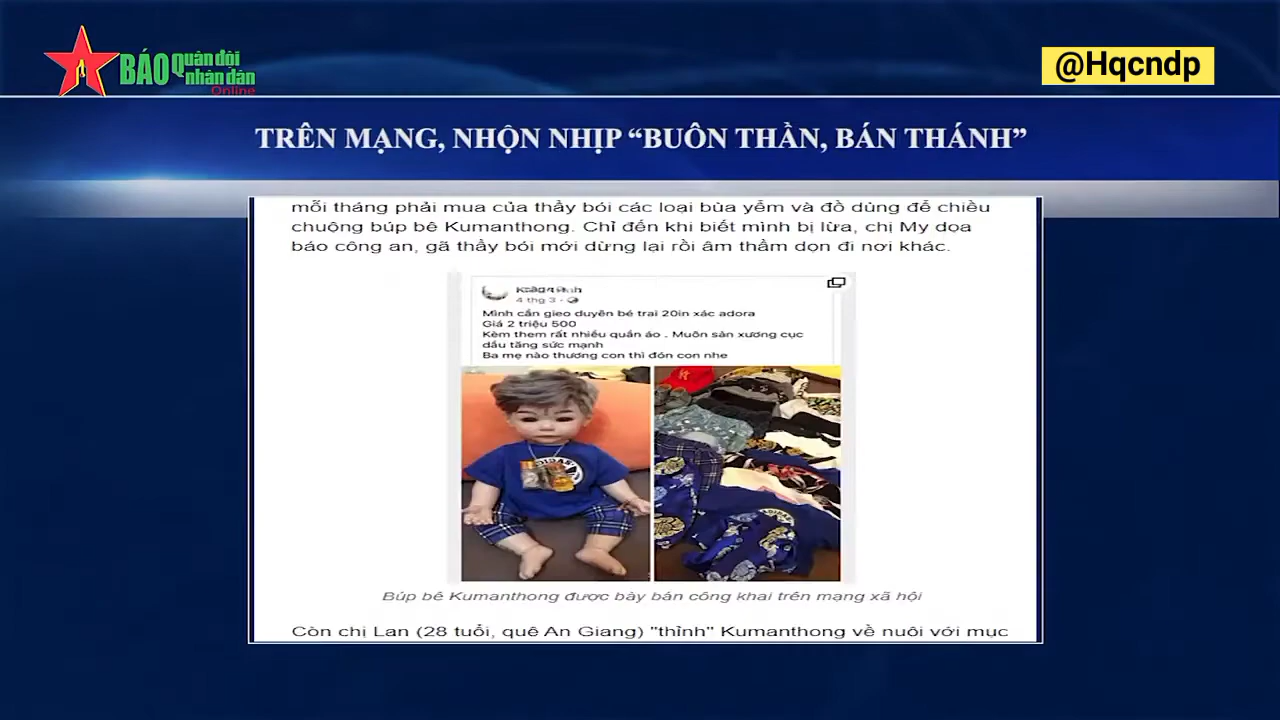 BÁO Quân đội nhân dân
Online
@Hqcndp
TRÊN MẠNG, NHỘN NHỊP “BUÔN THẦN, BÁN THÁNH”
mỗi tháng phải mua của thầy bói các loại bùa yểm và đồ dùng để chiều
chuộng búp bê Kumanthong. Chỉ đến khi biết mình bị lừa, chị My dọa
báo công an, gã thầy bói mới dừng lại rồi âm thầm dọn đi nơi khác.
4 thg 3 ·
Mình cần gieo duyên bé trai 20in xác adora
Giá 2 triệu 500
Kèm them rất nhiều quần áo . Muôn sàn xương cục
dầu tăng sức mạnh
Ba mẹ nào thương con thì đón con nhe
ADIDAS
Búp bê Kumanthong được bày bán công khai trên mạng xã hội
Còn chị Lan (28 tuổi, quê An Giang) "thỉnh" Kumanthong về nuôi với mục